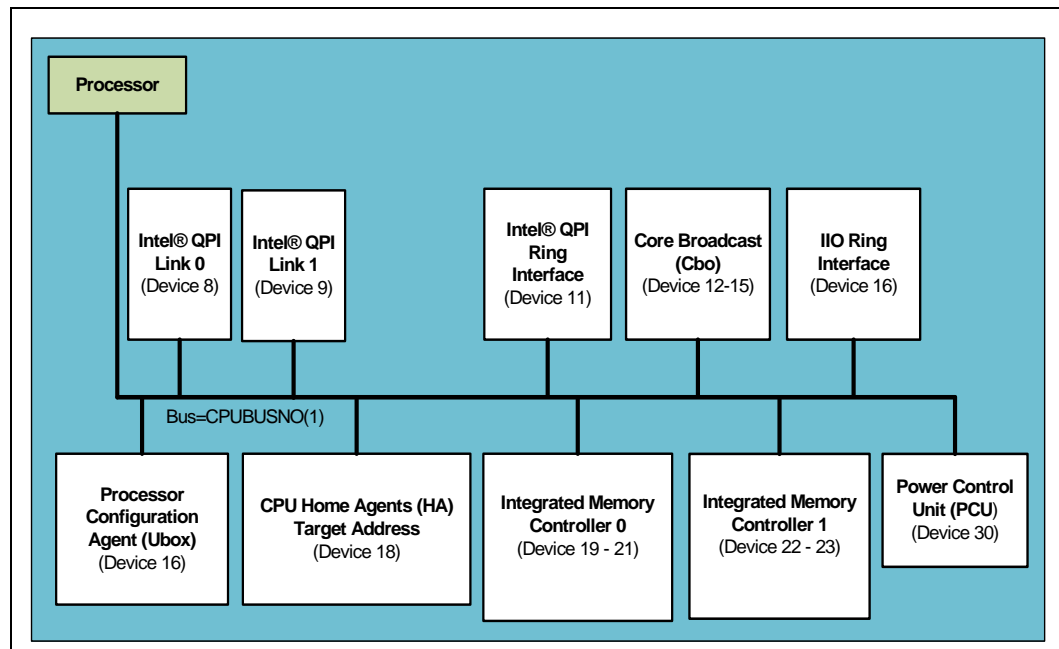 Processor
Intel® QPI
Link 0
(Device 8)
Intel® QPI
Link 1
(Device 9)
Intel® QPI
Ring
Interface
(Device 11)
Core Broadcast
(Cbo)
(Device 12-15)
IIO Ring
Interface
(Device 16)
Bus=CPUBUSNO(1)
Processor
Configuration
Agent (Ubox)
(Device 16)
CPU Home Agents (HA)
Target Address
(Device 18)
Integrated Memory
Controller 0
(Device 19 - 21)
Integrated Memory
Controller 1
(Device 22 - 23)
Power Control
Unit (PCU)
(Device 30)